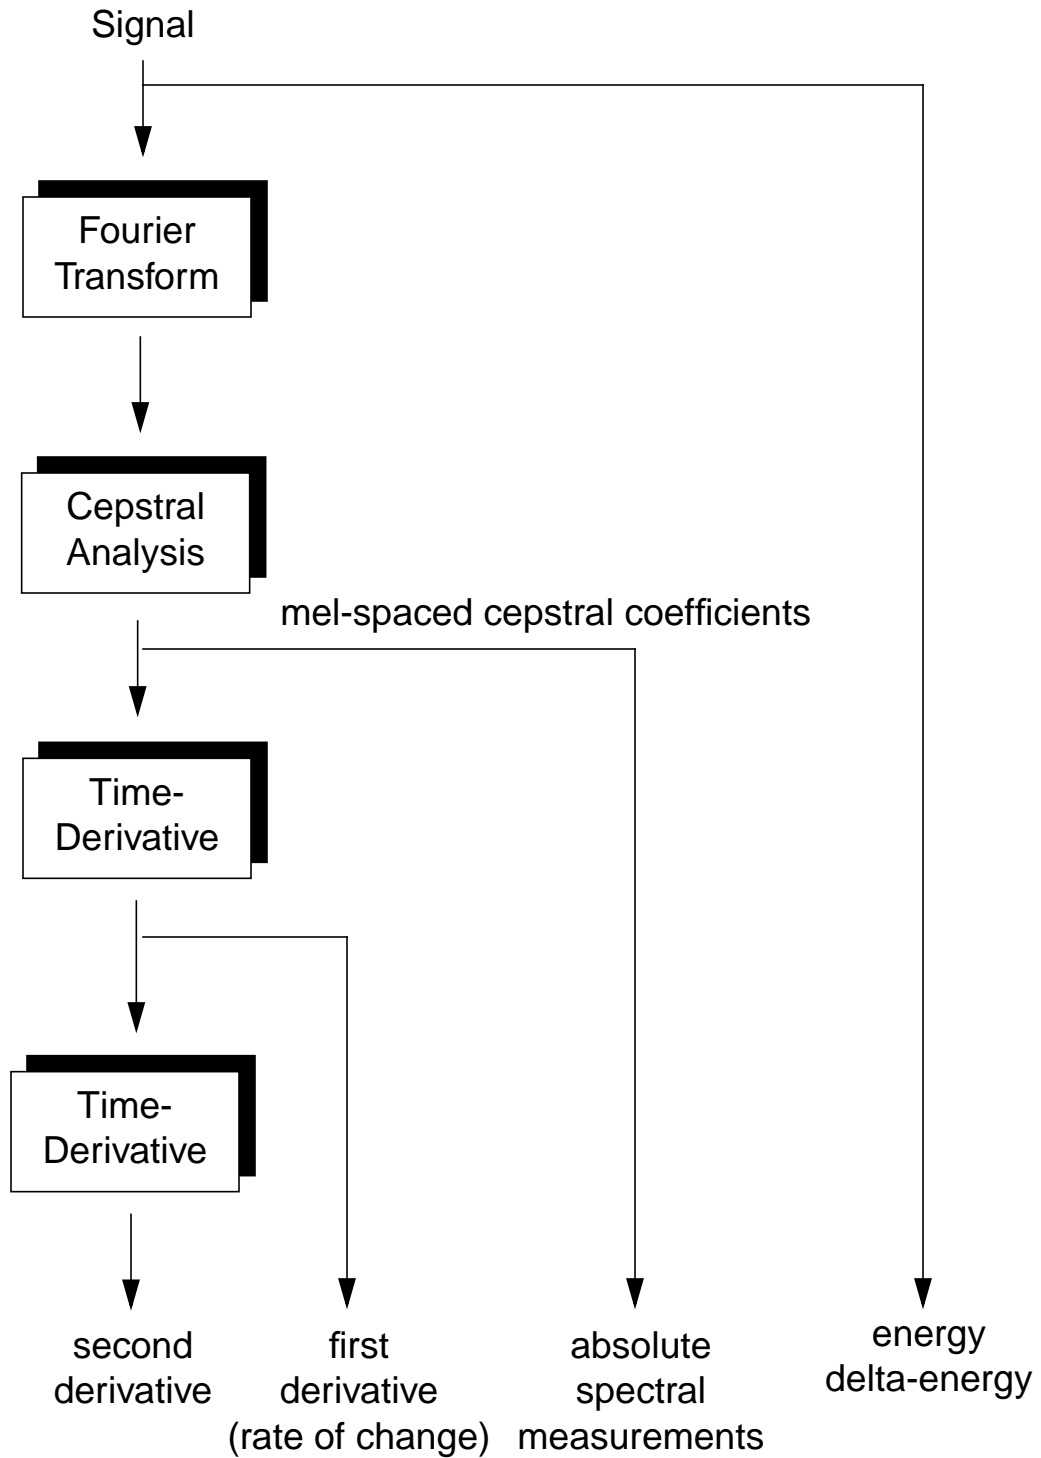 Signal
Fourier
Transform
Cepstral
Analysis
mel-spaced cepstral coefficients
Time-
Derivative
Time-
Derivative
second
derivative
first
derivative
(rate of change)
absolute
spectral
measurements
energy
delta-energy